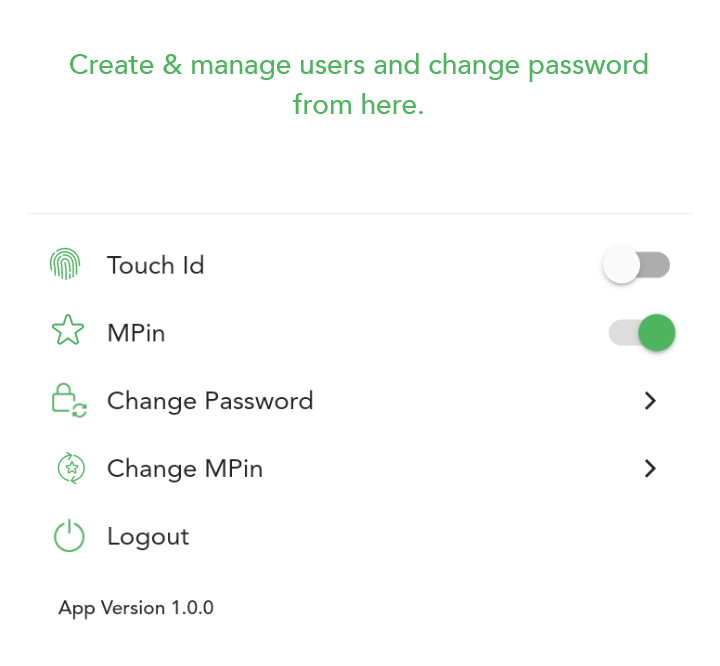 Create & manage users and change password
from here.
Touch Id
MPin
Change Password
Change MPin
Logout
App Version 1.0.0